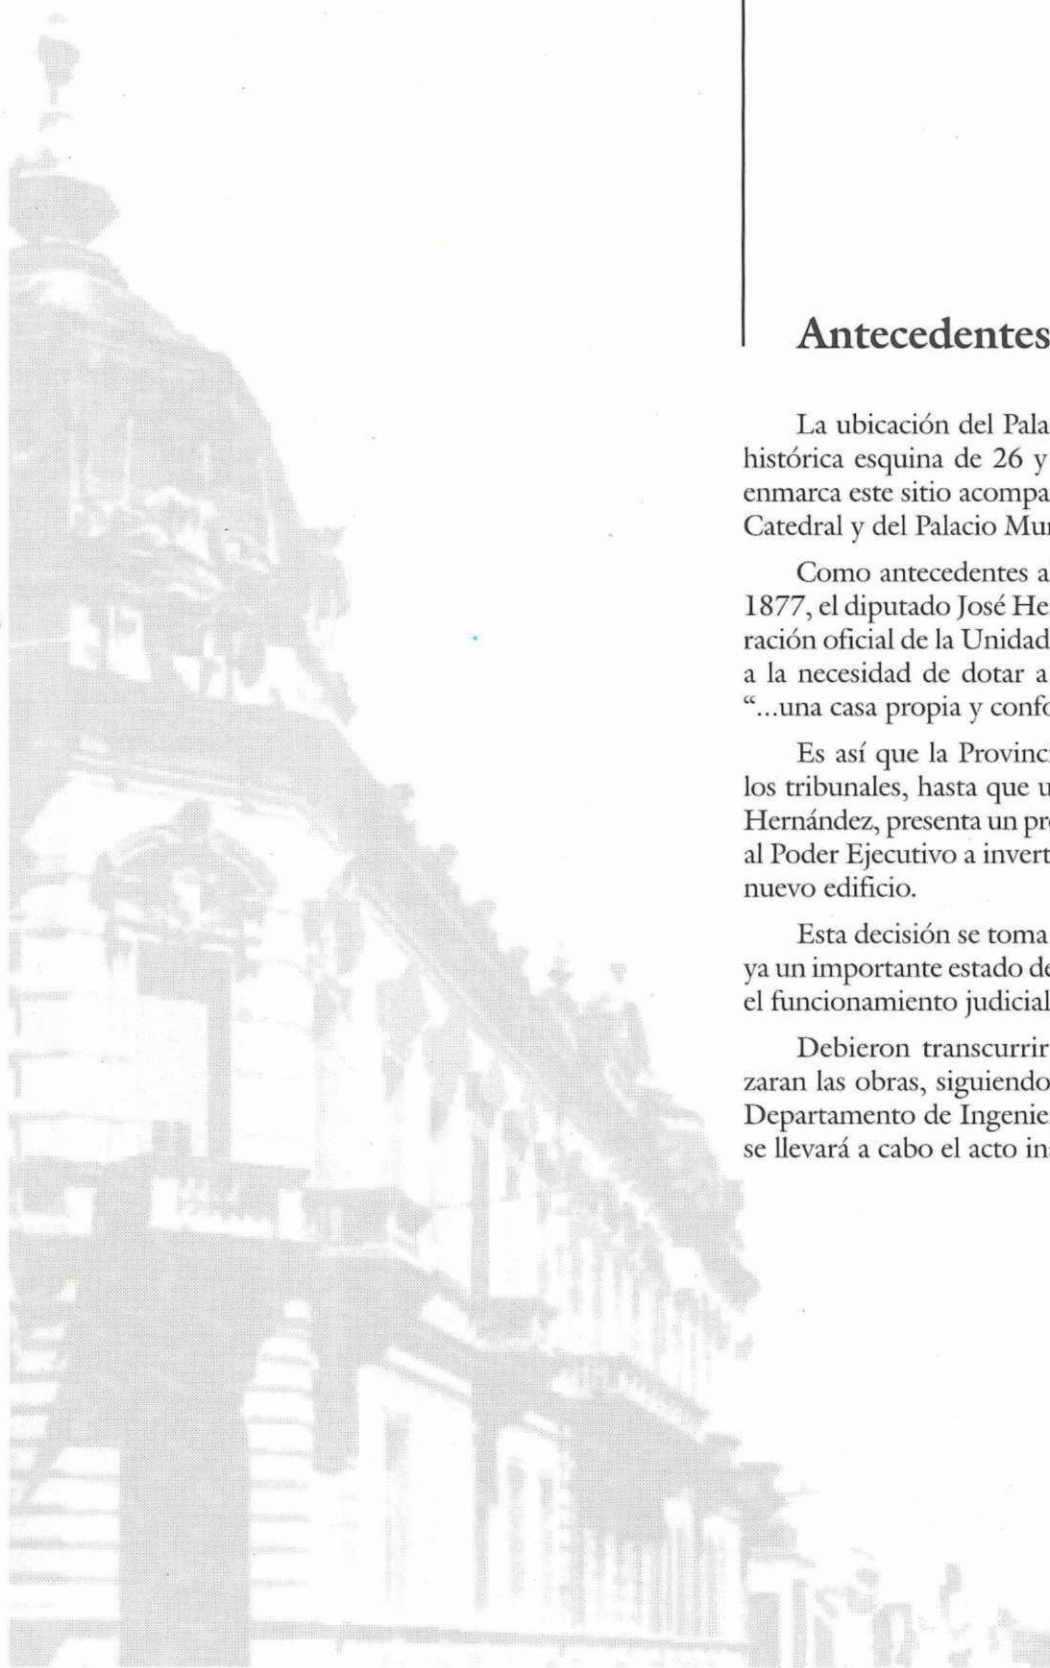 Antecedentes
La ubicación del Pala
histórica esquina de 26 y
enmarca este sitio acompa
Catedral y del Palacio Mun
Como antecedentes a
1877, el diputado José He
ración oficial de la Unidad
a la necesidad de dotar a
“...una casa propia y confo
Es así que la Provinc
los tribunales, hasta que u
Hernández, presenta un pro
al Poder Ejecutivo a invert
nuevo edificio.
Esta decisión se toma
ya un importante estado de
el funcionamiento judicial
Debieron transcurrir
zaran las obras, siguiendo
Departamento de Ingenie
se llevará a cabo el acto in